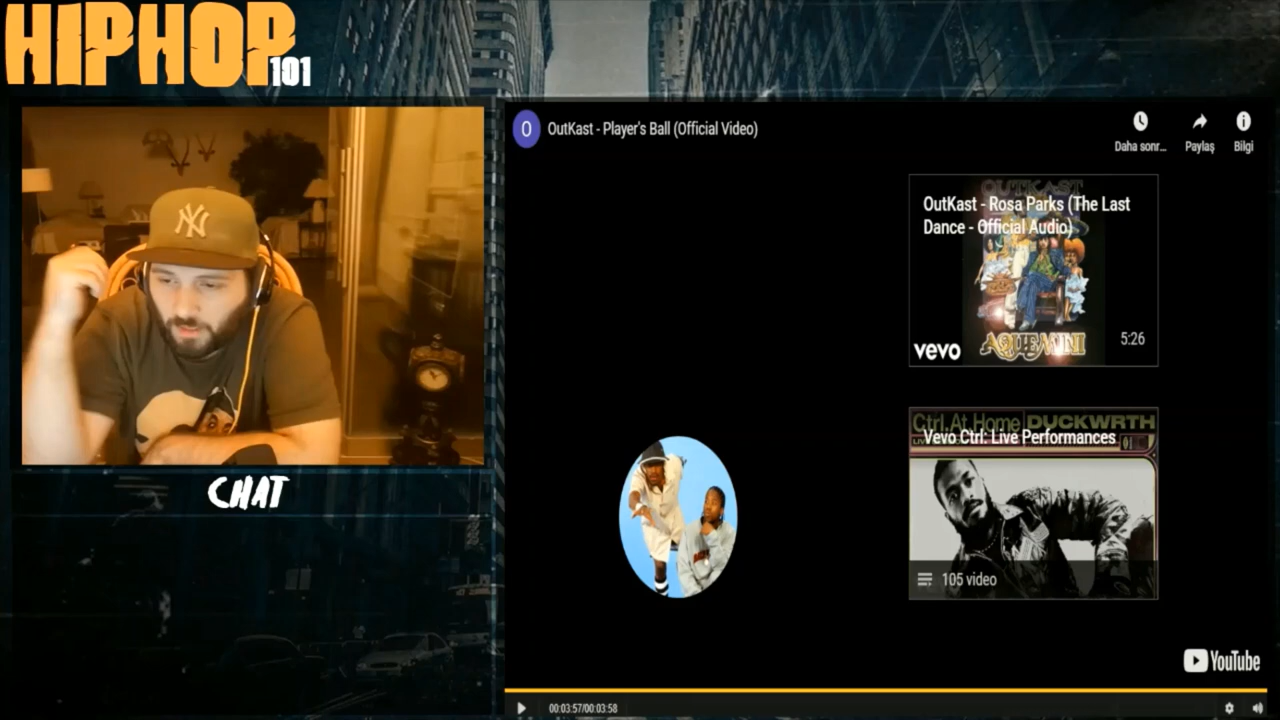 HIPHOP
101
NY
CHAT
O
OutKast - Player's Ball (Official Video)
Daha sonr...
Paylaş
Bilgi
OUTKAST
OutKast - Rosa Parks (The Last
Dance - Official Audio)
AQUEMINI
vevo
5:26
Ctrl.At.Home DUCKWRTH
Vevo Ctrl: Live Performances
105 video
YouTube
00:03:57/00:03:58